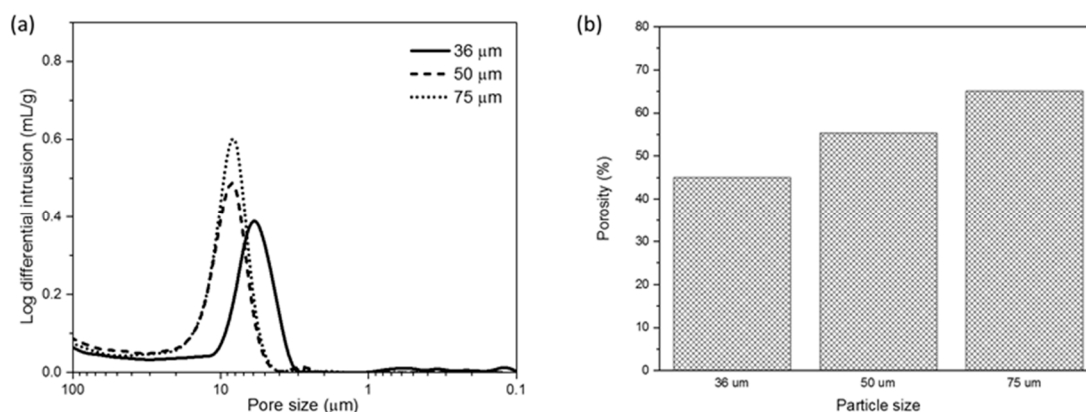 (a)
0.8
0.6
0.4
0.2
0.0
Log differential intrusion (mL/g)
36 μm
50 μm
75 μm
100
10
1
0.1
Pore size (μm)
(b)
80
70
60
50
40
30
20
10
0
Porosity (%)
36 um
50 um
75 um
Particle size